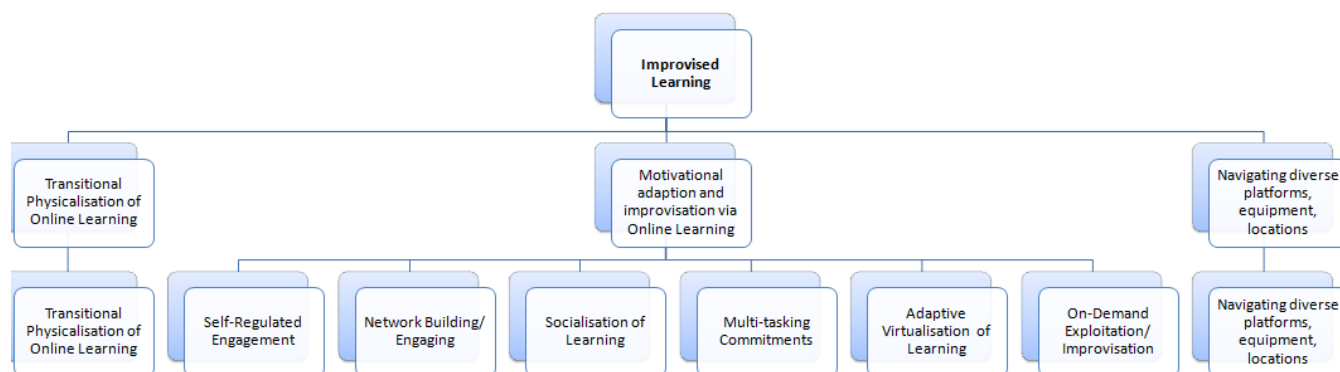 Improvised
Learning
Transitional
Physicalisation of
Online Learning
Motivational
adaption and
improvisation via
Online Learning
Navigating diverse
platforms,
equipment,
locations
Transitional
Physicalisation of
Online Learning
Self-Regulated
Engagement
Network Building/
Engaging
Socialisation of
Learning
Multi-tasking
Commitments
Adaptive
Virtualisation of
Learning
On-Demand
Exploitation/
Improvisation
Navigating diverse
platforms,
equipment,
locations